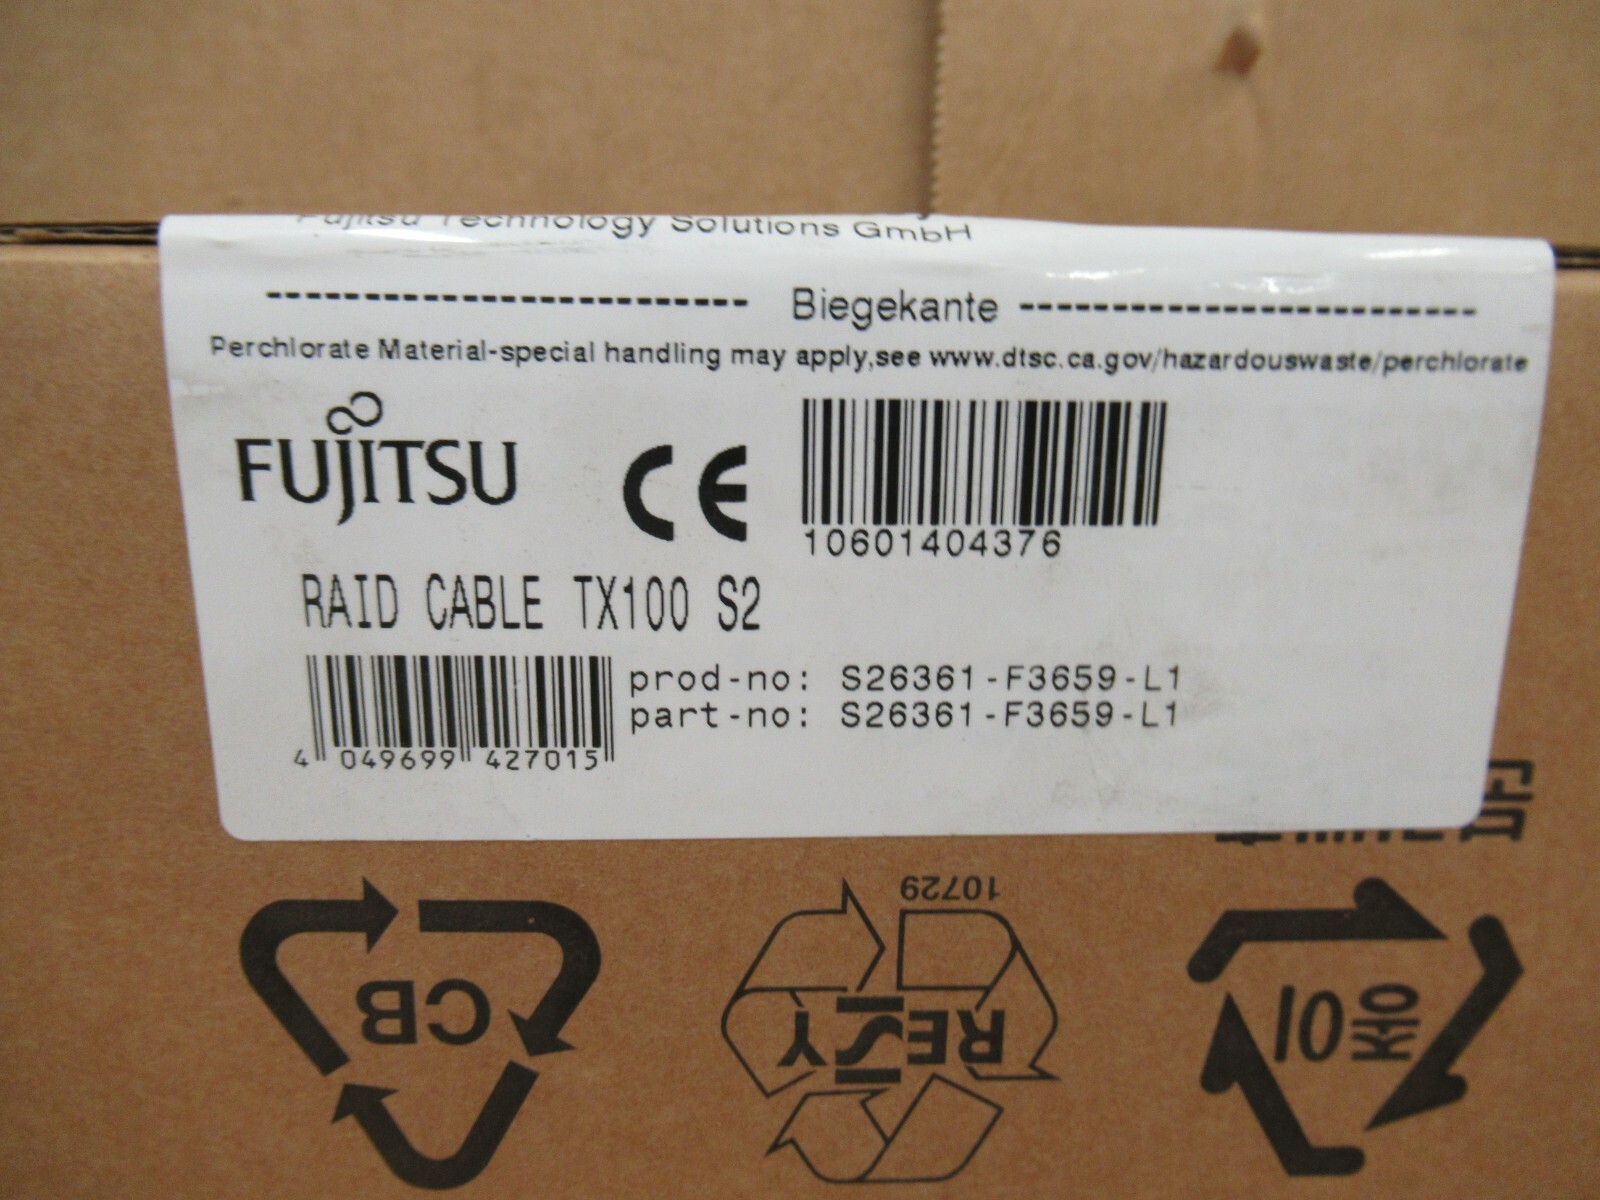 Fujitsu Technology Solutions GmbH
------------------------- Biegekante -------------------------
Perchlorate Material-special handling may apply,see www.dtsc.ca.gov/hazardouswaste/perchlorate
FUJITSU CE
10601404376
RAID CABLE TX100 S2
prod-no: S26361-F3659-L1
part-no: S26361-F3659-L1
4 049699 427015
10729
CB
RESY
종이